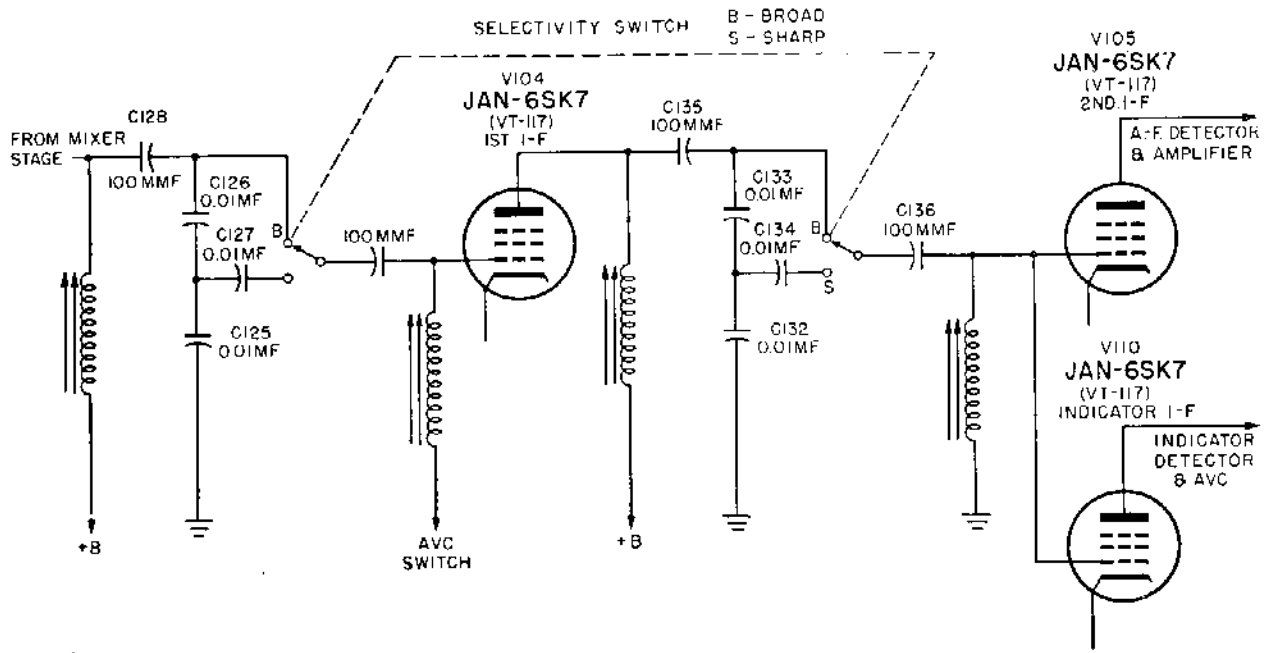 SELECTIVITY SWITCH
B - BROAD
S - SHARP
V104
JAN-6SK7
(VT-117)
1ST I-F
V105
JAN-6SK7
(VT-117)
2ND. I-F
FROM MIXER
STAGE
C128
100 MMF
C126
0.01MF
C127
0.01MF
C125
0.01MF
B
100 MMF
C135
100 MMF
C133
0.01MF
C134
0.01MF
B
S
C132
0.01MF
C136
100 MMF
A-F. DETECTOR
& AMPLIFIER
V110
JAN-6SK7
(VT-117)
INDICATOR I-F
INDICATOR
DETECTOR
& AVC
+B
AVC
SWITCH
+B